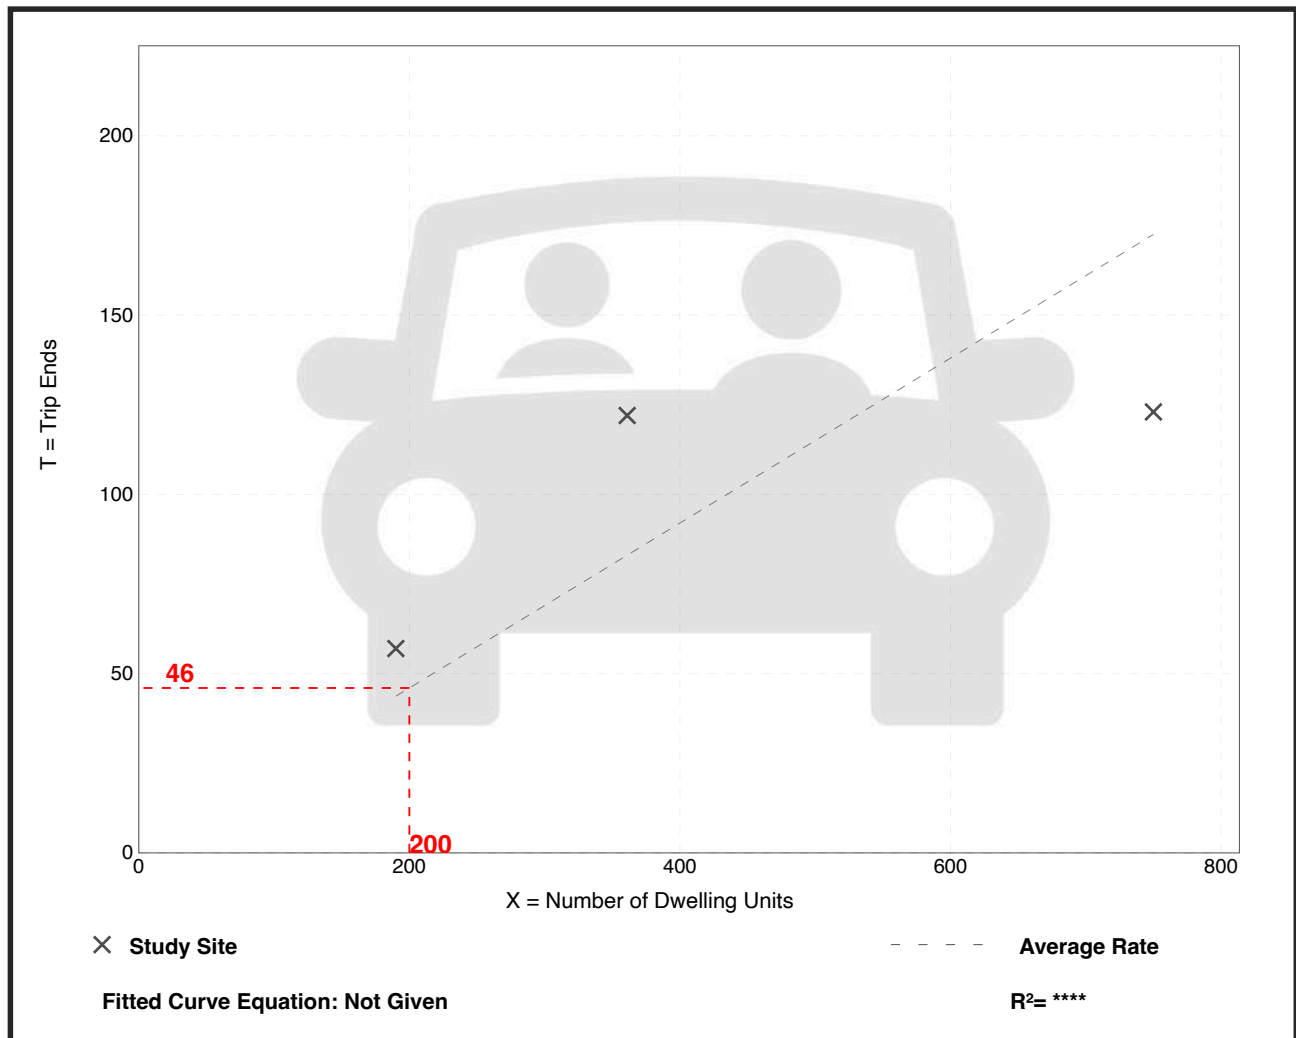 200
150
T = Trip Ends
100
50
46
0
200
0
200
400
600
800
X = Number of Dwelling Units
Study Site
Average Rate
Fitted Curve Equation: Not Given
R²= ****